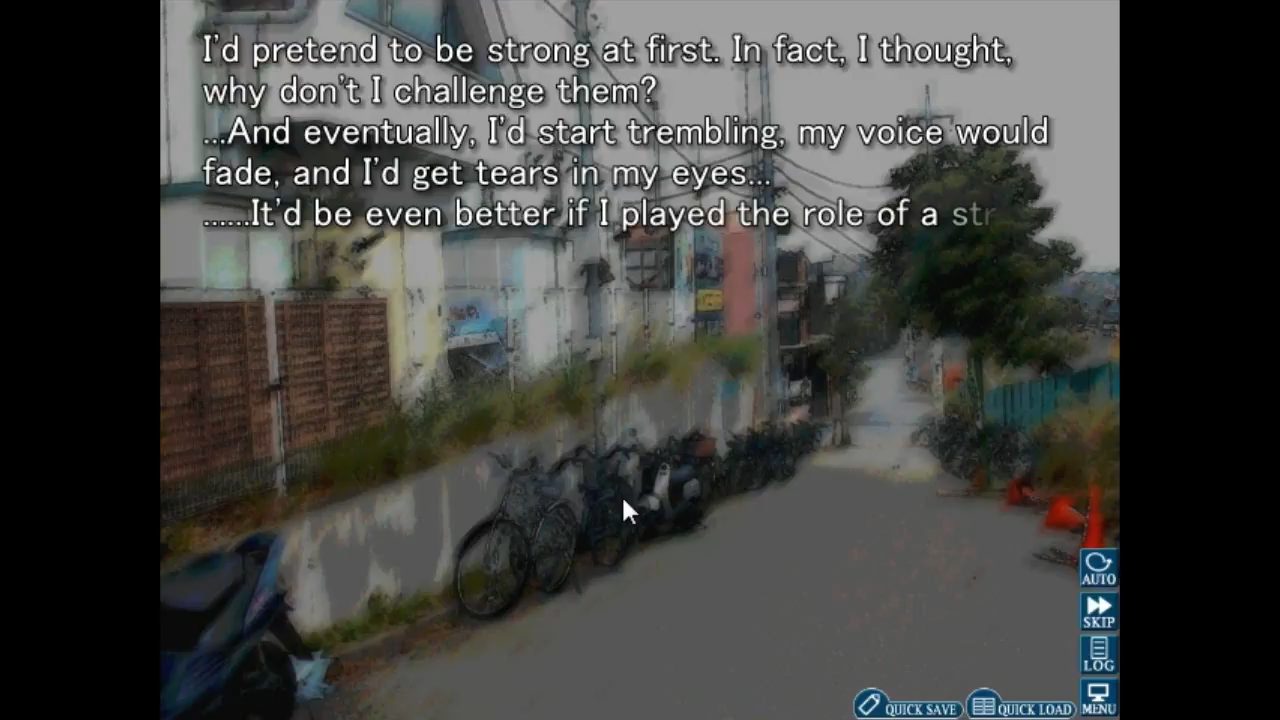 I'd pretend to be strong at first. In fact, I thought,
why don't I challenge them?
...And eventually, I'd start trembling, my voice would
fade, and I'd get tears in my eyes...
......It'd be even better if I played the role of a str
AUTO
SKIP
LOG
QUICK SAVE
QUICK LOAD
MENU